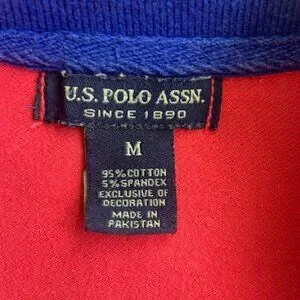 U.S. POLO ASSN.
SINCE 1890
M
95% COTTON
5% SPANDEX
EXCLUSIVE OF
DECORATION
MADE IN
PAKISTAN